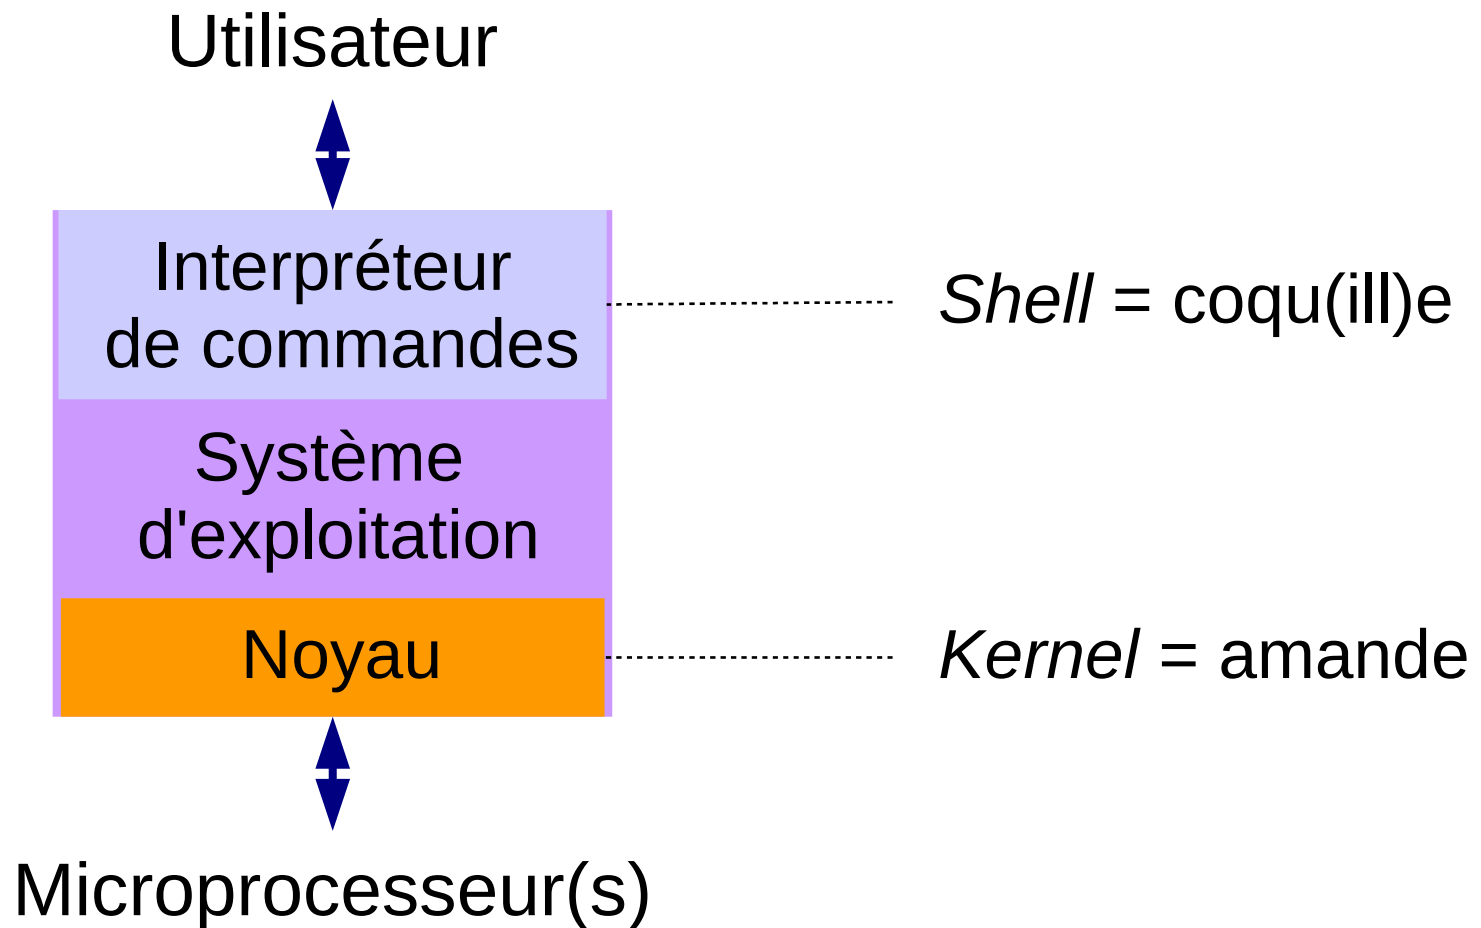 Utilisateur
Interpréteur
de commandes
Shell = coqu(ill)e
Système
d'exploitation
Noyau
Kernel = amande
Microprocesseur(s)